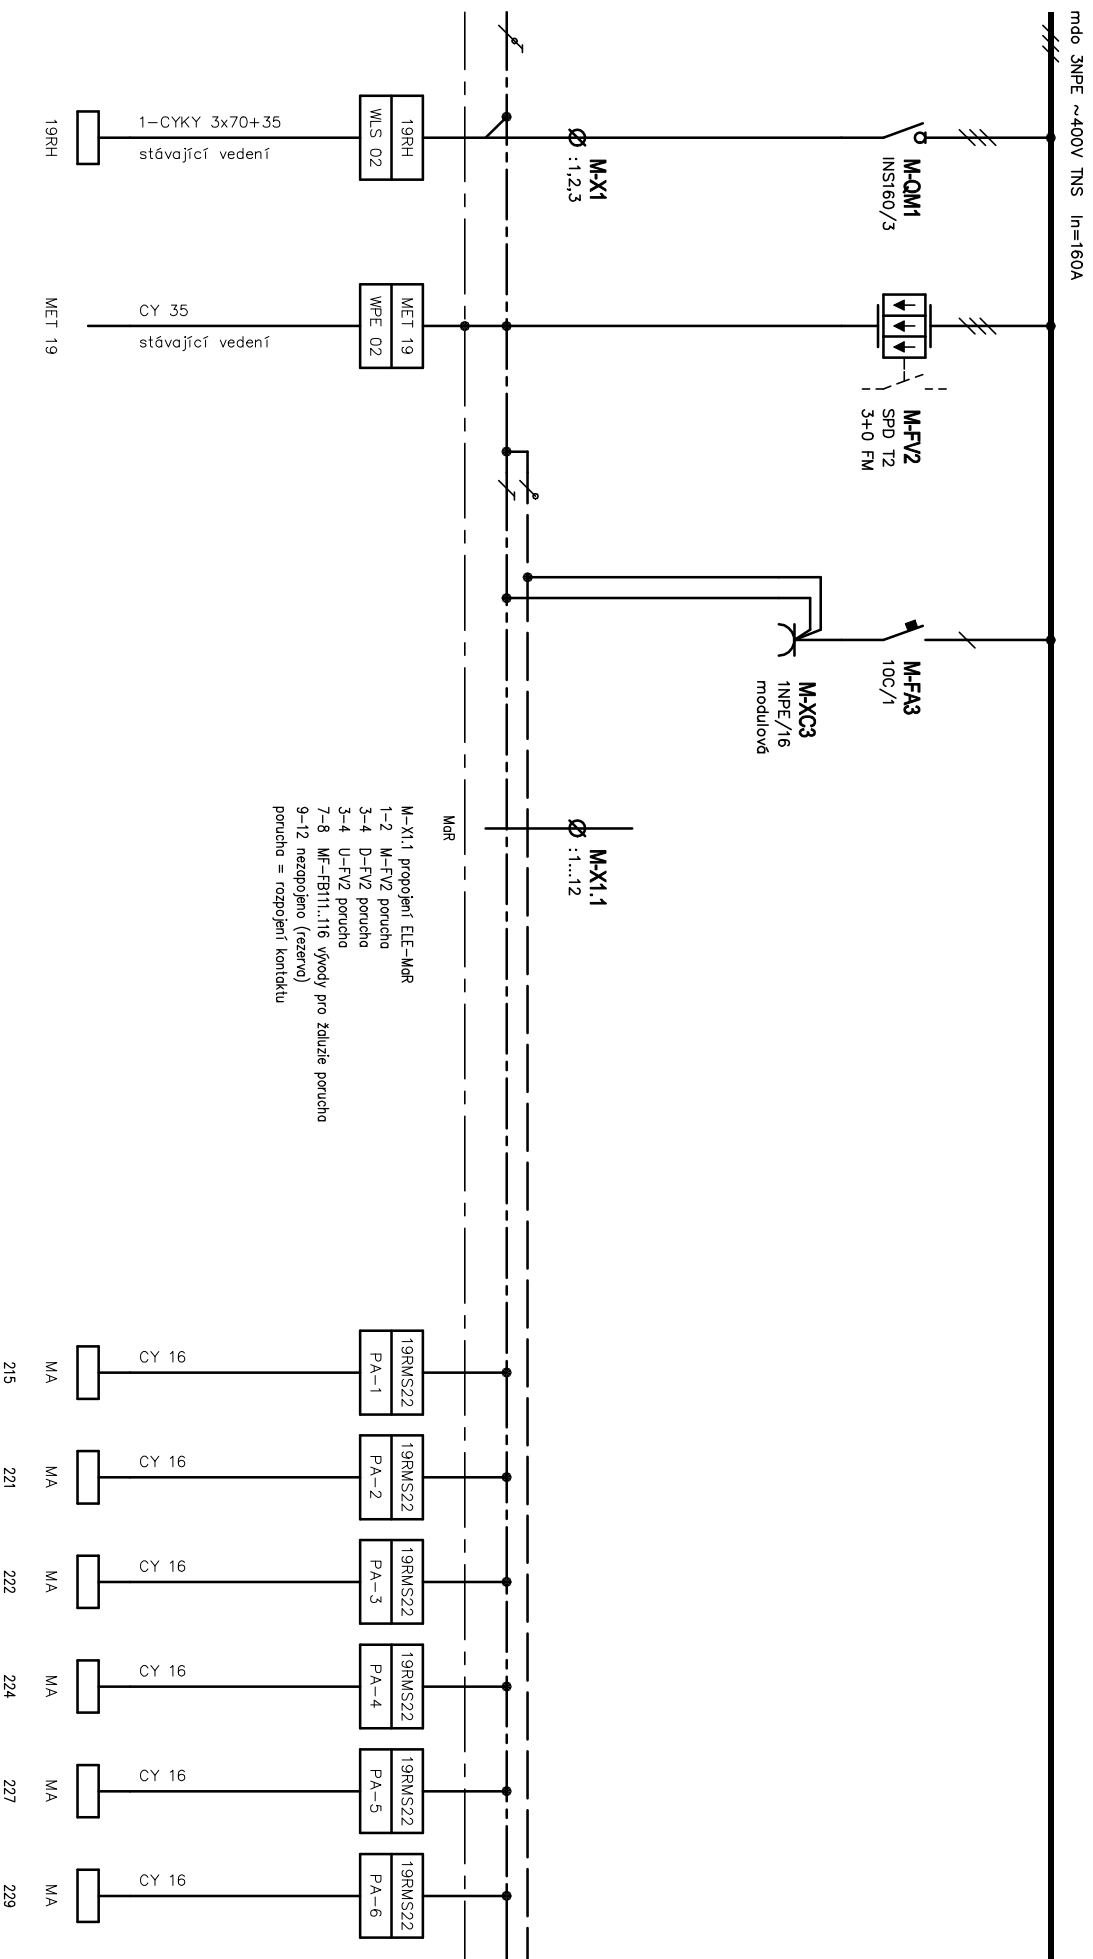 mdo 3NPE ~400V TNS In=160A
M-QM1
INS160/3
M-X1
:1,2,3
19RH
WLS 02
1-CYKY 3x70+35
stávající vedení
19RH
M-FV2
SPD T2
3+0 FM
MET 19
WPE 02
CY 35
stávající vedení
MET 19
M-FA3
10C/1
M-XC3
1NPE/16
modulová
M-X1.1
:1...12
MaR
M-X1.1 propojení ELE-MaR
1-2 M-FV2 porucha
3-4 D-FV2 porucha
3-4 U-FV2 porucha
7-8 MF-FB111..116 vývody pro žaluzie porucha
9-12 nezapojeno (rezerva)
porucha = rozpojení kontaktu
19RMS22
PA-1
CY 16
MA
215
19RMS22
PA-2
CY 16
MA
221
19RMS22
PA-3
CY 16
MA
222
19RMS22
PA-4
CY 16
MA
224
19RMS22
PA-5
CY 16
MA
227
19RMS22
PA-6
CY 16
MA
229